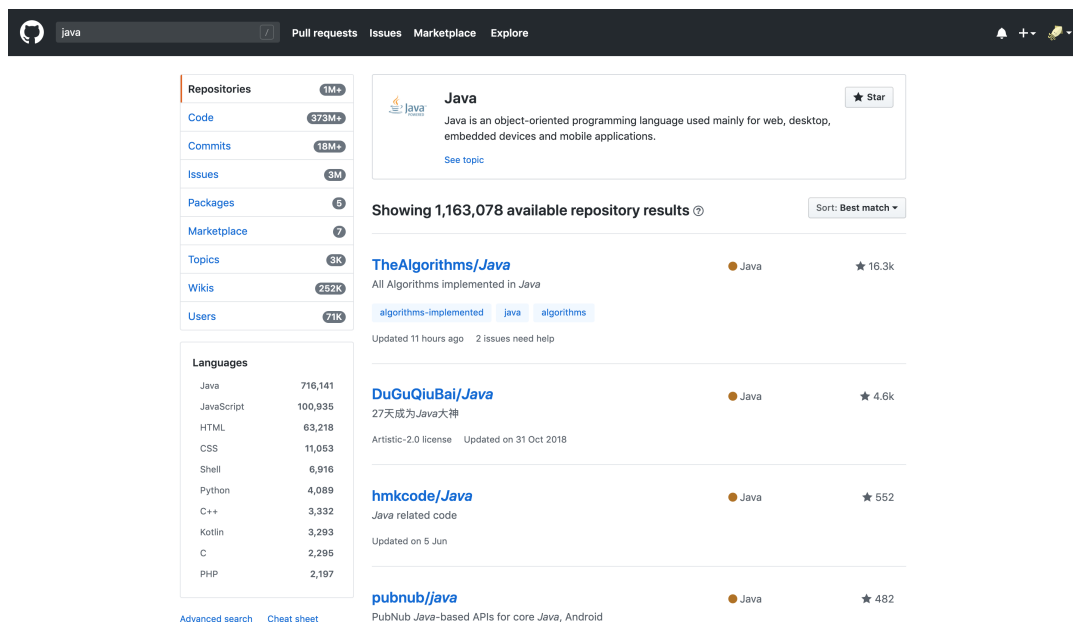 java /
Pull requests Issues Marketplace Explore
Repositories 1M+
Code 373M+
Commits 18M+
Issues 3M
Packages 5
Marketplace 7
Topics 3K
Wikis 252K
Users 71K
Languages
Java 716,141
JavaScript 100,935
HTML 63,218
CSS 11,053
Shell 6,916
Python 4,089
C++ 3,332
Kotlin 3,293
C 2,295
PHP 2,197
Advanced search Cheat sheet
Java
POWERED
Java
Star
Java is an object-oriented programming language used mainly for web, desktop,
embedded devices and mobile applications.
See topic
Showing 1,163,078 available repository results ?
Sort: Best match
TheAlgorithms/Java Java 16.3k
All Algorithms implemented in Java
algorithms-implemented java algorithms
Updated 11 hours ago 2 issues need help
DuGuQiuBai/Java Java 4.6k
27天成为Java大神
Artistic-2.0 license Updated on 31 Oct 2018
hmkcode/Java Java 552
Java related code
Updated on 5 Jun
pubnub/java Java 482
PubNub Java-based APIs for core Java, Android